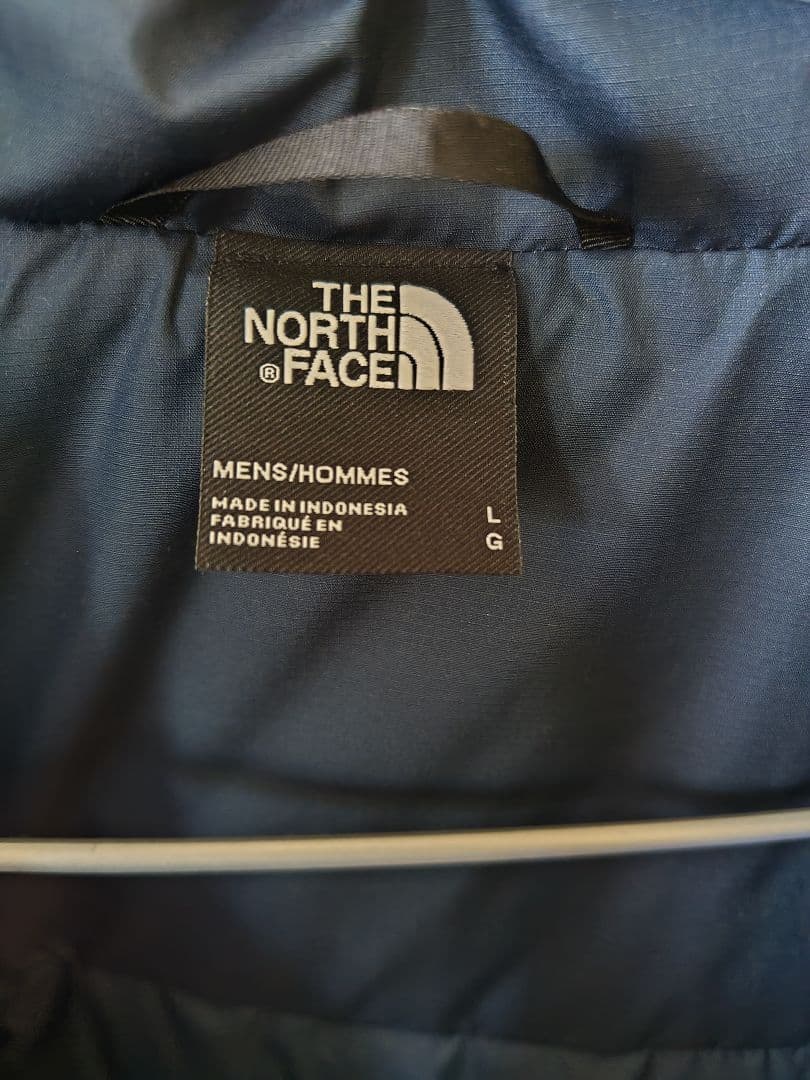 THE
NORTH
®FACE
MENS/HOMMES
MADE IN INDONESIA
FABRIQUÉ EN
INDONÉSIE
L
G